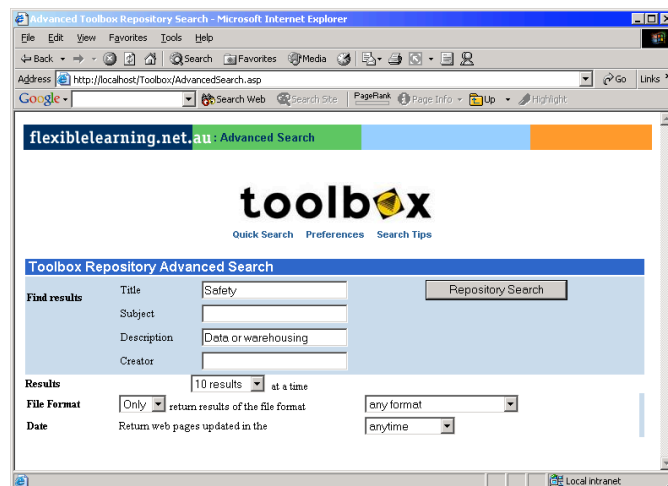 Advanced Toolbox Repository Search - Microsoft Internet Explorer
File Edit View Favorites Tools Help
Back Search Favorites Media
Address http://localhost/Toolbox/AdvancedSearch.asp Go Links »
Google Search Web Search Site PageRank Page Info Up Highlight
flexiblelearning.net.au : Advanced Search
toolbox
Quick Search Preferences Search Tips
Toolbox Repository Advanced Search
Find results Title Safety Repository Search
Subject
Description Data or warehousing
Creator
Results 10 results at a time
File Format Only return results of the file format any format
Date Return web pages updated in the anytime
Local intranet